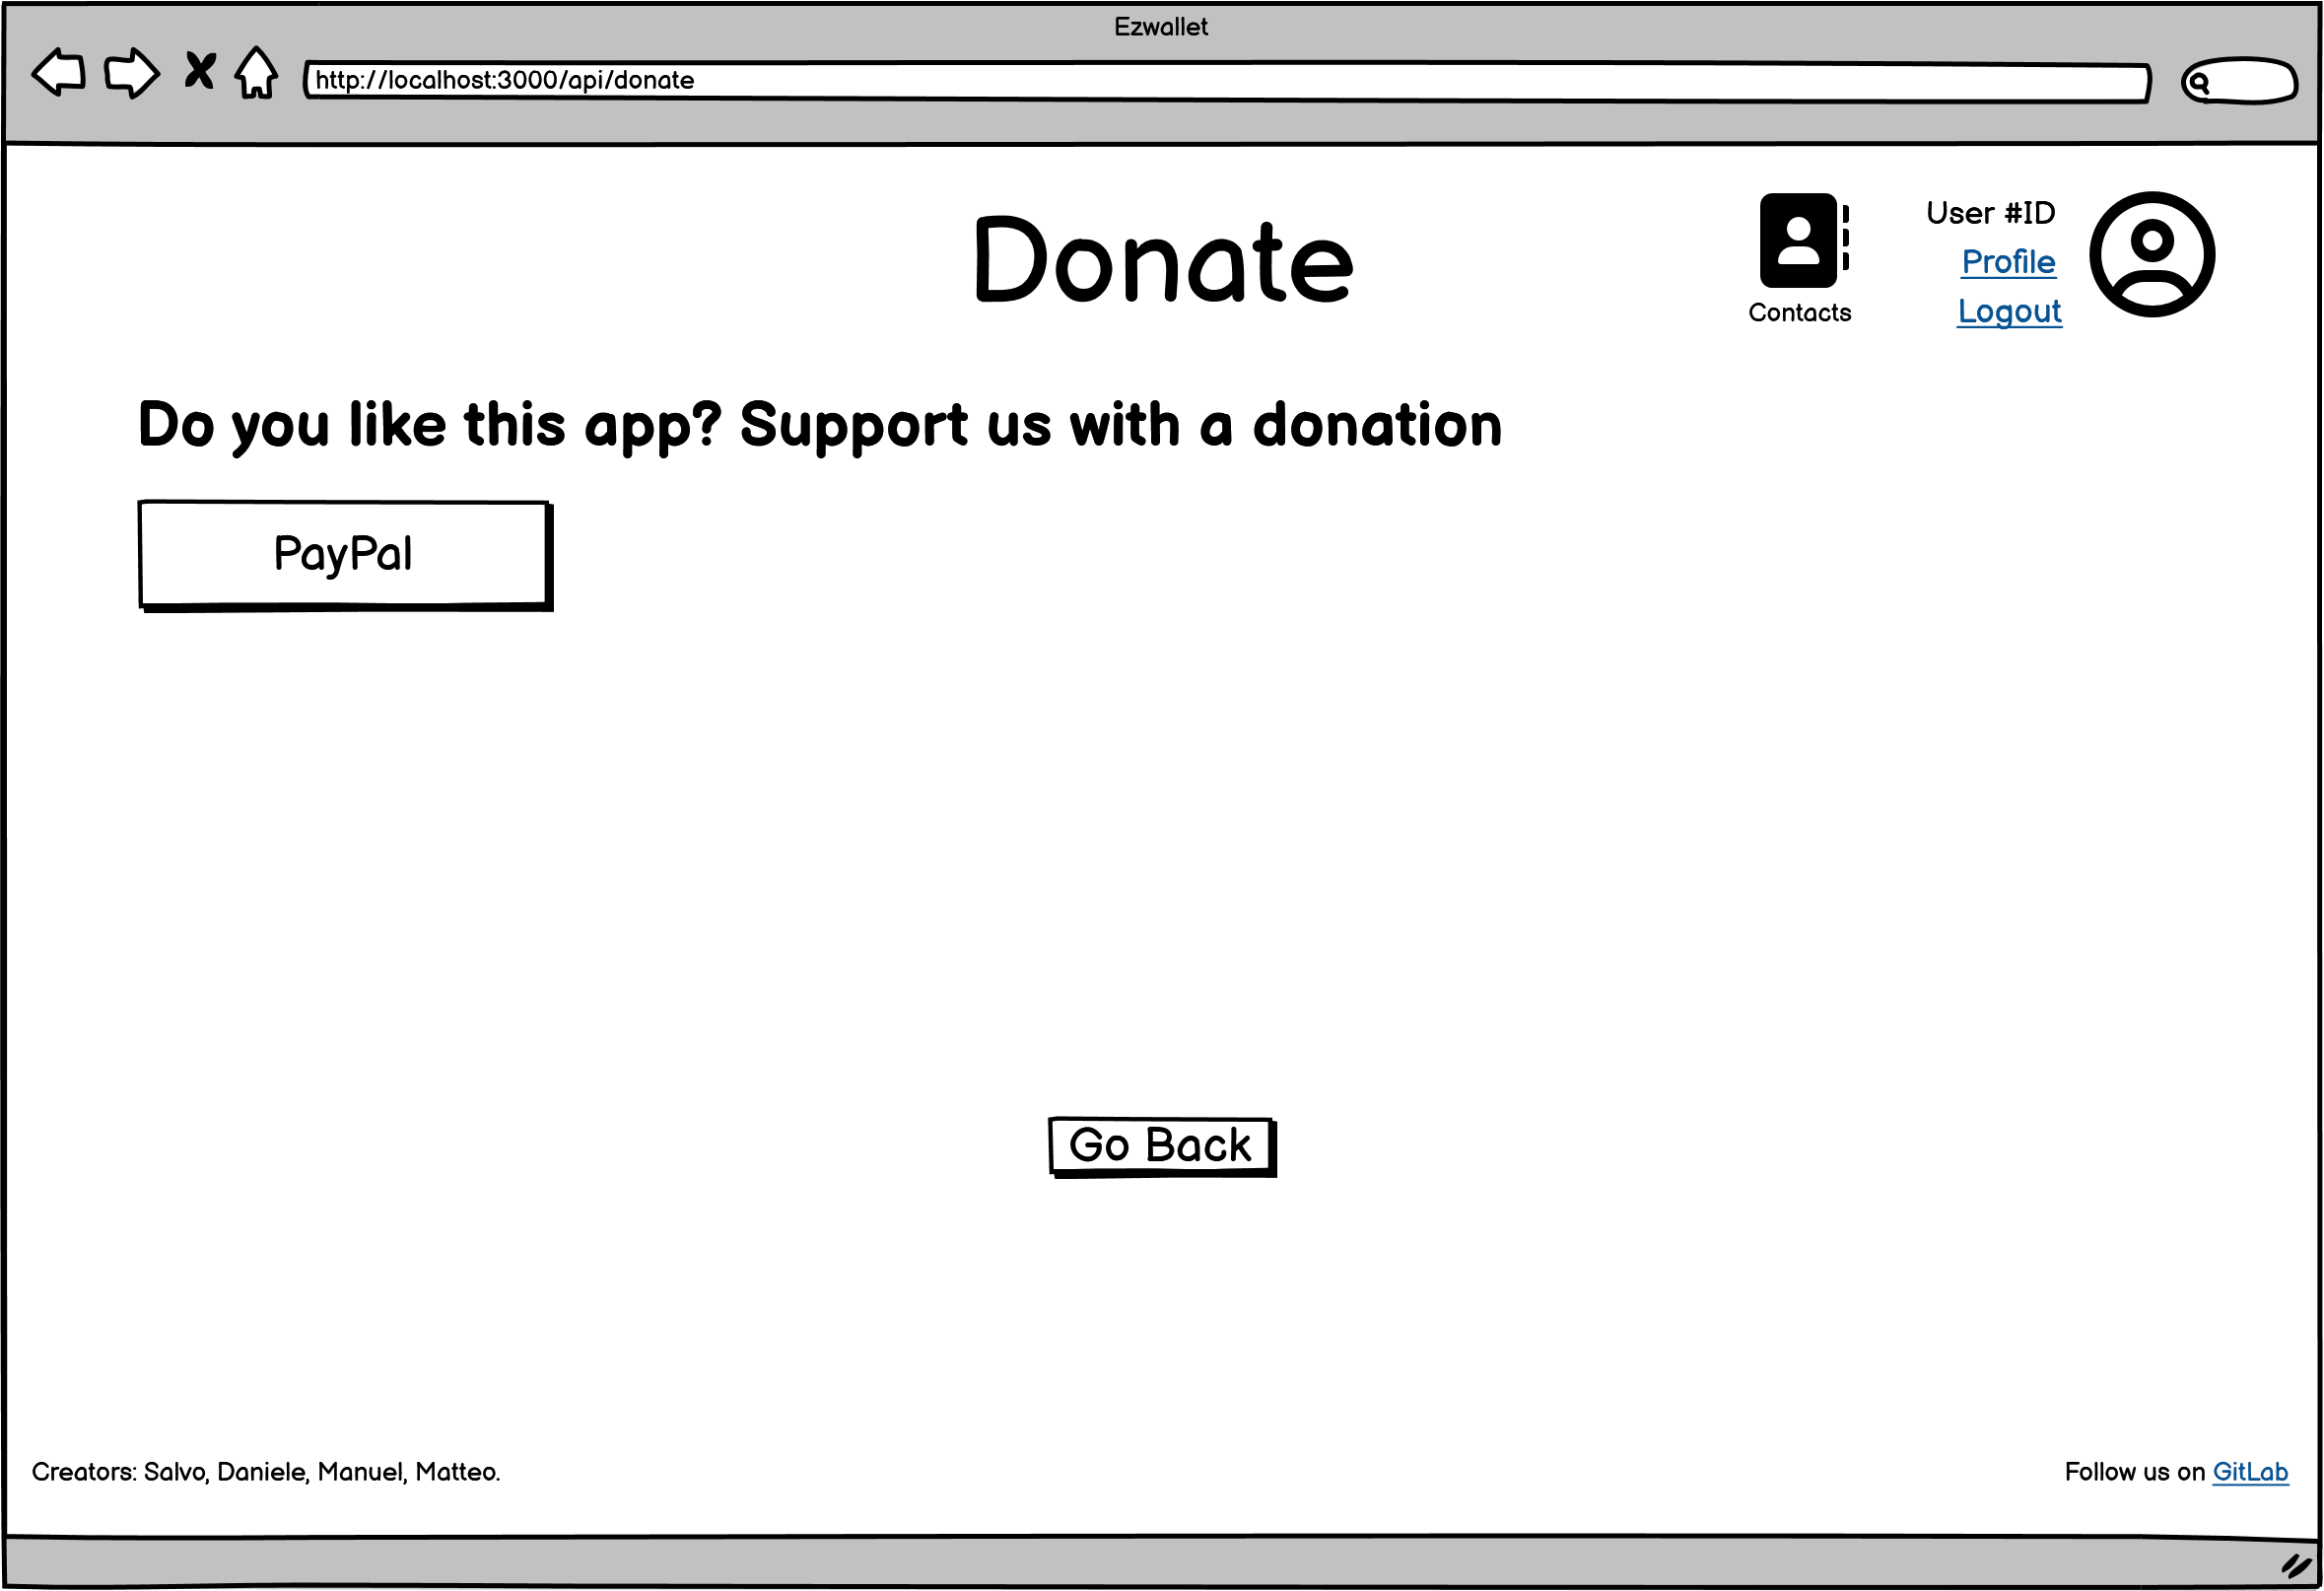 Ezwallet
http://localhost:3000/api/donate
Donate
Contacts
User #ID
Profile
Logout
Do you like this app? Support us with a donation
PayPal
Go Back
Creators: Salvo, Daniele, Manuel, Matteo.
Follow us on GitLab